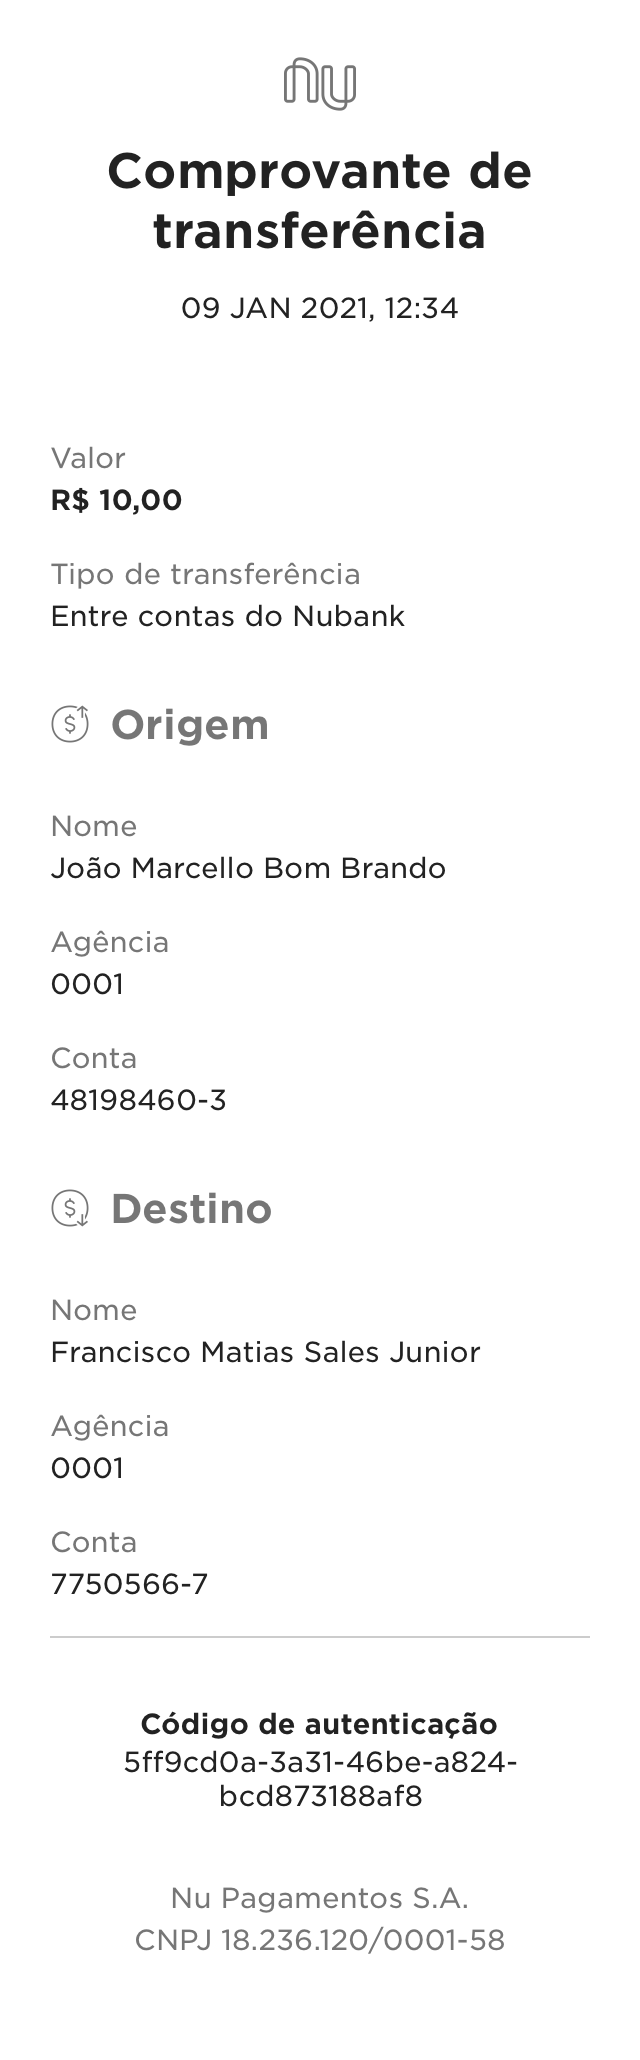 nu
Comprovante de
transferência
09 JAN 2021, 12:34
Valor
R$ 10,00
Tipo de transferência
Entre contas do Nubank
Origem
Nome
João Marcello Bom Brando
Agência
0001
Conta
48198460-3
Destino
Nome
Francisco Matias Sales Junior
Agência
0001
Conta
7750566-7
Código de autenticação
5ff9cd0a-3a31-46be-a824-
bcd873188af8
Nu Pagamentos S.A.
CNPJ 18.236.120/0001-58